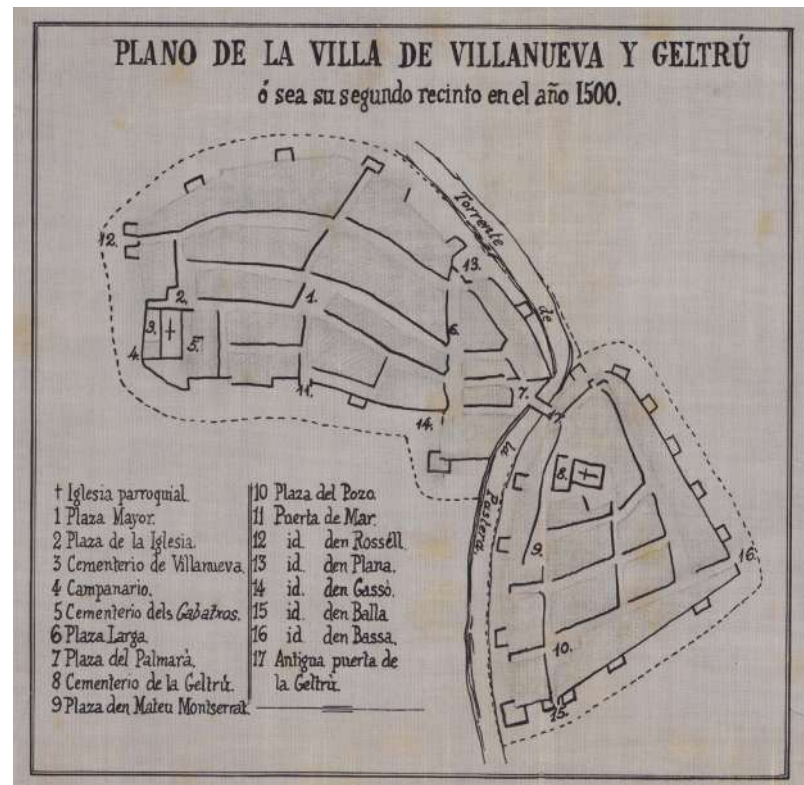 PLANO DE LA VILLA DE VILLANUEVA Y GELTRÚ
ó sea su segundo recinto en el año 1500.
Torrente
de
la
Pastera.
12.
13.
2.
1.
3.
5.
4.
6.
11.
7.
17.
14.
8.
9.
16.
10.
15.
† Iglesia parroquial.
1 Plaza Mayor.
2 Plaza de la Iglesia.
3 Cementerio de Villanueva.
4 Campanario.
5 Cementerio dels Gabatxos.
6 Plaza Larga.
7 Plaza del Palmarà.
8 Cementerio de la Geltrú.
9 Plaza den Mateu Montserrat.
10 Plaza del Pozo.
11 Puerta de Mar.
12 id. den Rossell.
13 id. den Plana.
14 id. den Gassò.
15 id. den Balla
16 id. den Bassa.
17 Antigua puerta de
la Geltrú.